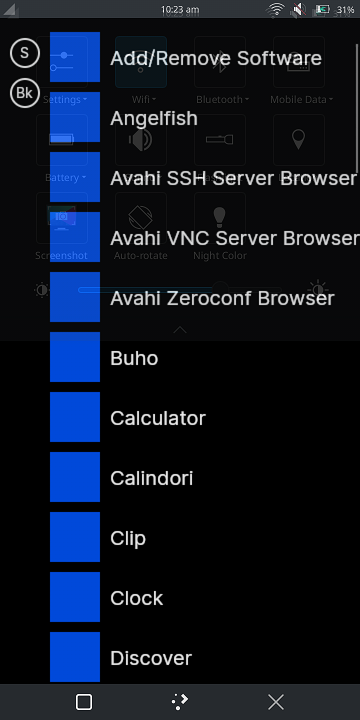 10:23 am
31%
S
Add/Remove Software
Bk
Settings
Wifi
Bluetooth
Mobile Data
Angelfish
Battery
Avahi SSH Server Browser
Avahi VNC Server Browser
Screenshot
Auto-rotate
Night Color
Avahi Zeroconf Browser
Buho
Calculator
Calindori
Clip
Clock
Discover